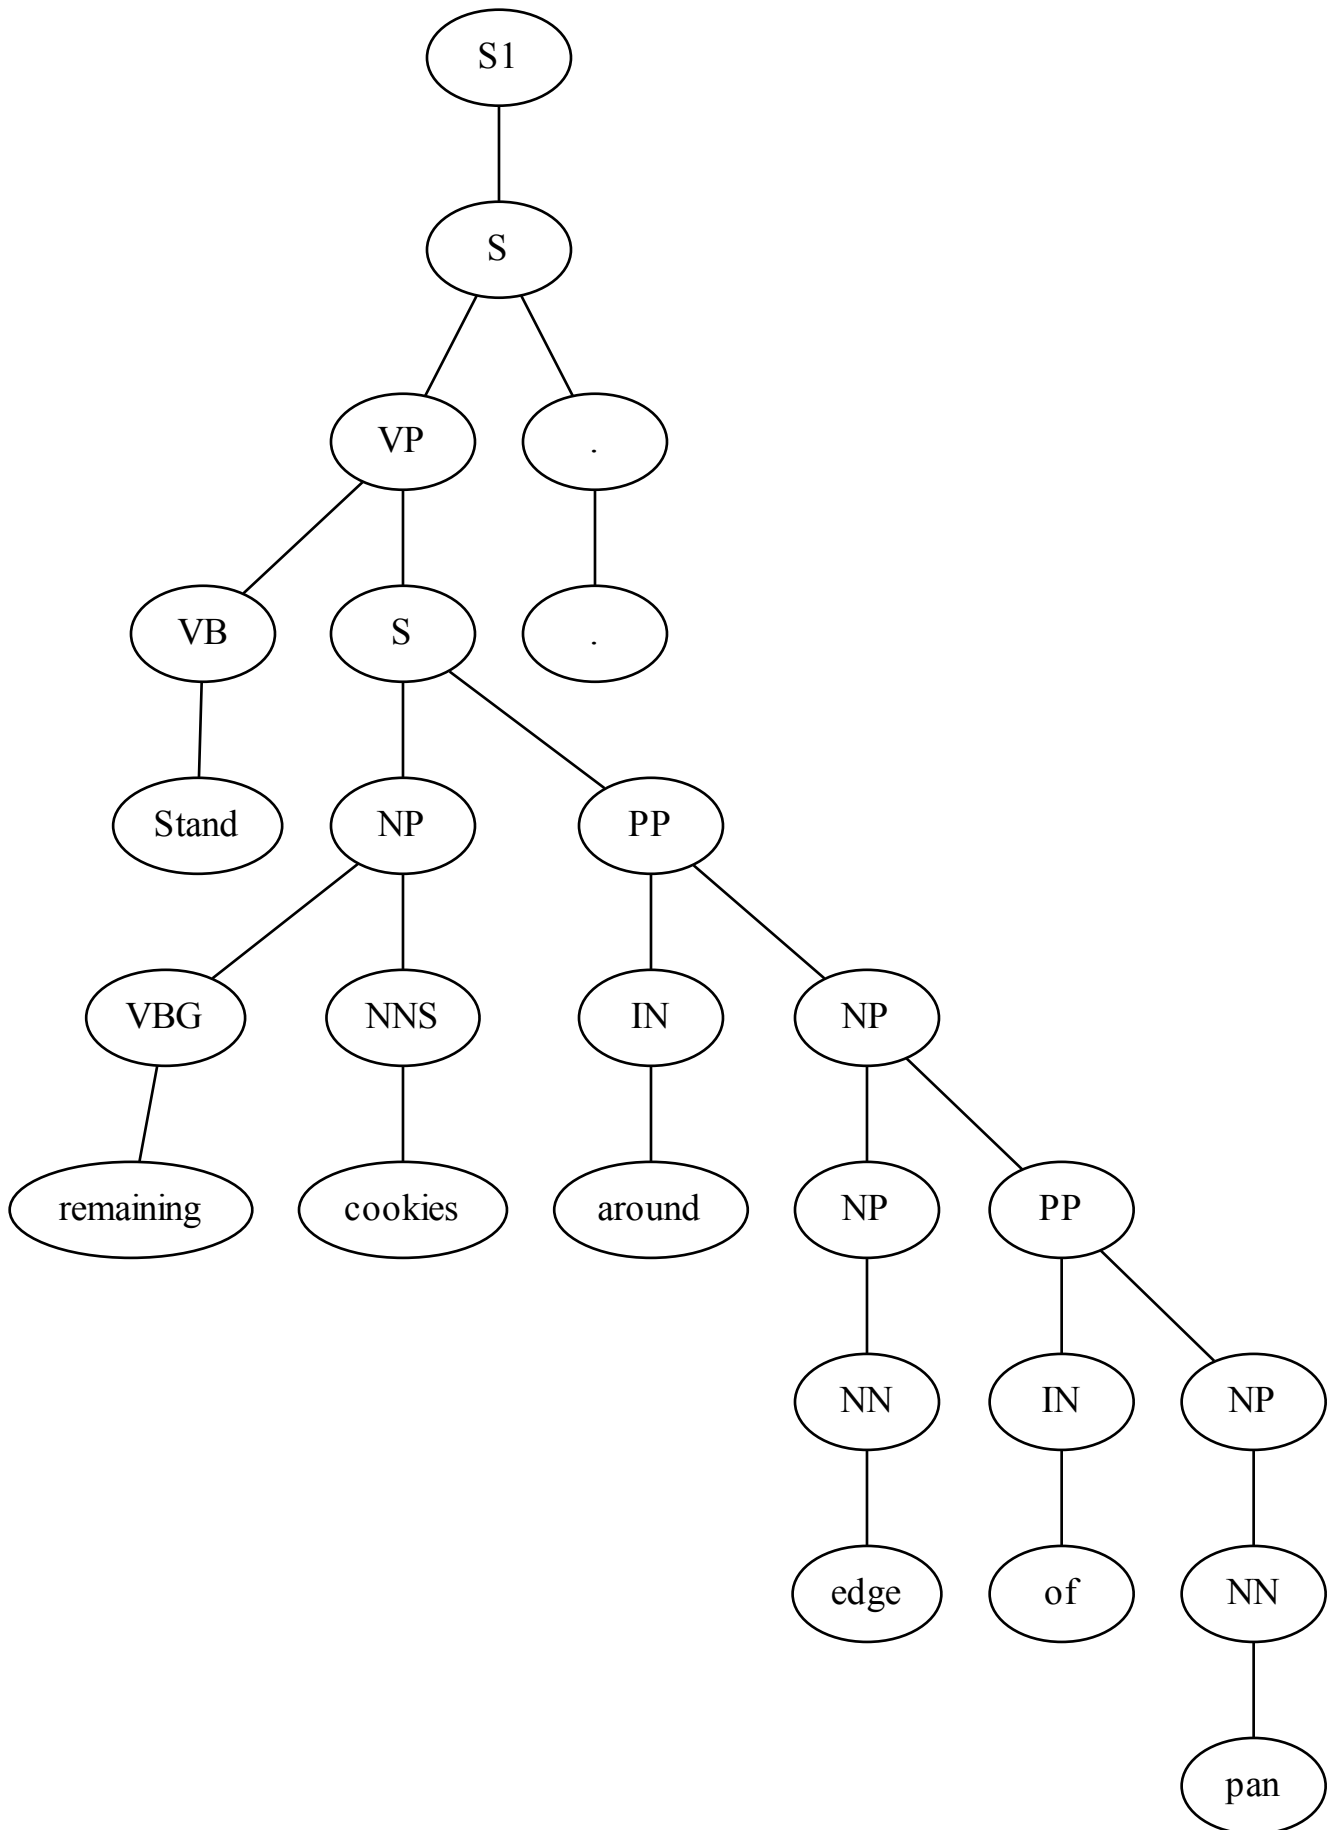 S1
S
VP .
VB S .
Stand NP PP
VBG NNS IN NP
remaining cookies around NP PP
NN IN NP
edge of NN
pan